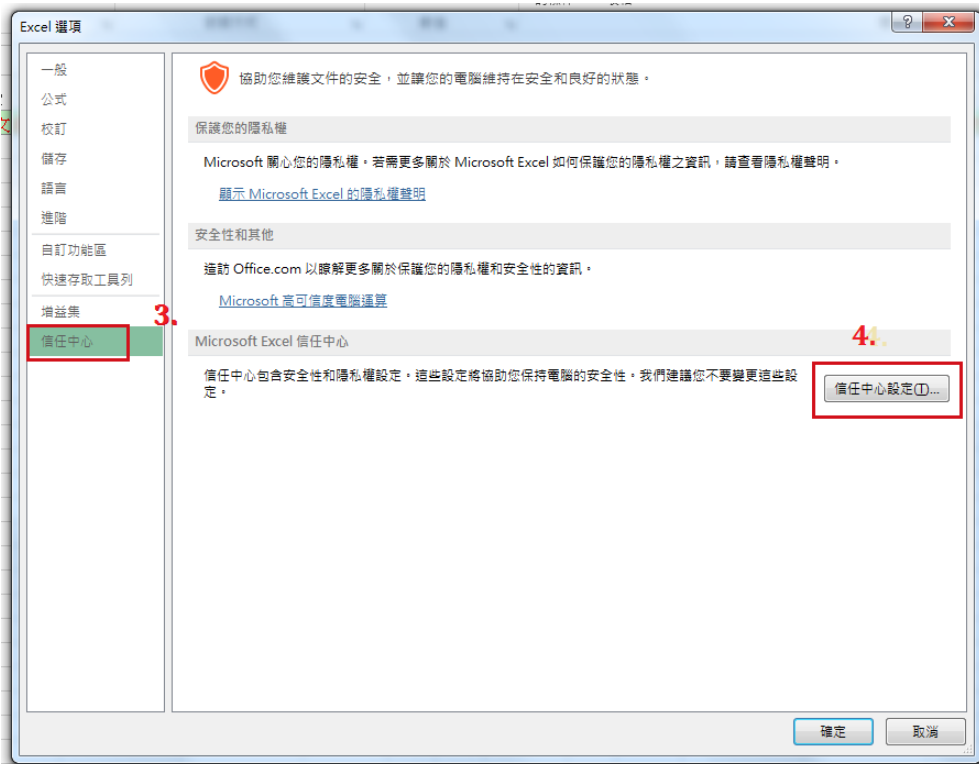 Excel 選項
一般
公式
校訂
儲存
語言
進階
自訂功能區
快速存取工具列
增益集
信任中心
3.
協助您維護文件的安全，並讓您的電腦維持在安全和良好的狀態。
保護您的隱私權
Microsoft 關心您的隱私權。若需更多關於 Microsoft Excel 如何保護您的隱私權之資訊，請查看隱私權聲明。
顯示 Microsoft Excel 的隱私權聲明
安全性和其他
造訪 Office.com 以瞭解更多關於保護您的隱私權和安全性的資訊。
Microsoft 高可信度電腦運算
Microsoft Excel 信任中心
4.
信任中心包含安全性和隱私權設定。這些設定將協助您保持電腦的安全性。我們建議您不要變更這些設
定。
信任中心設定(T)...
確定
取消